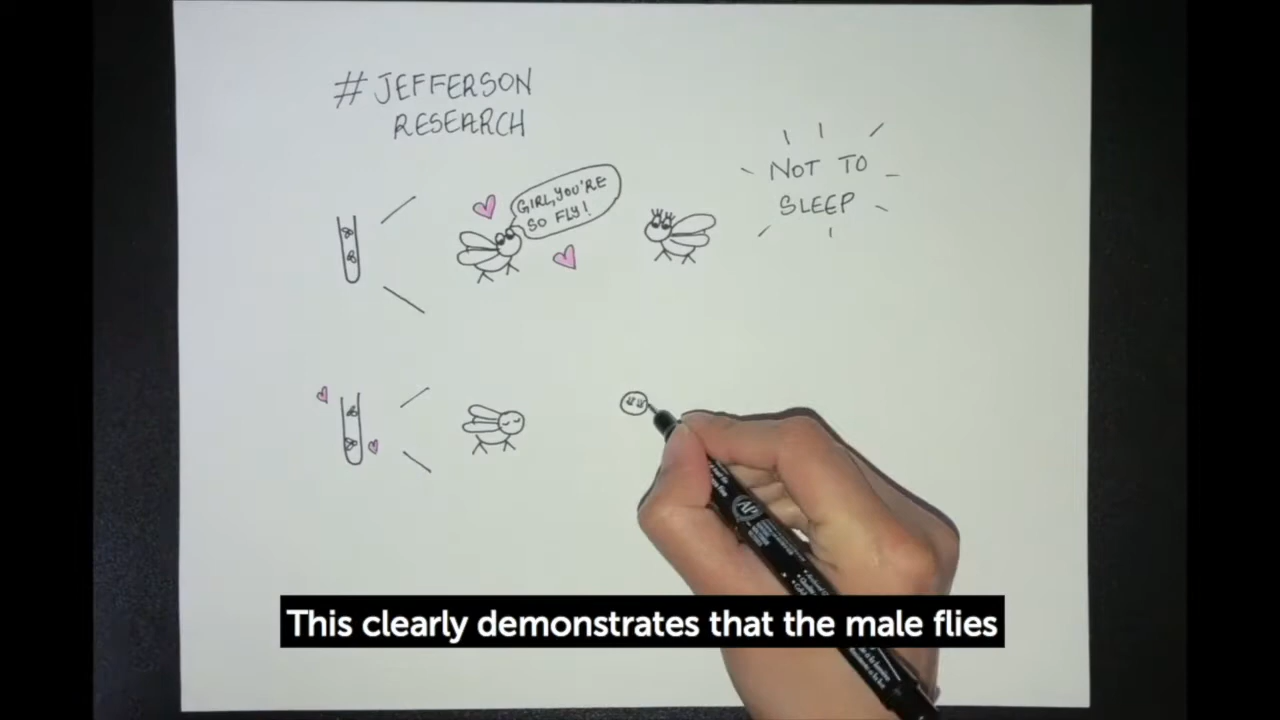 #JEFFERSON
RESEARCH
GIRL, YOU'RE
SO FLY!
NOT TO
SLEEP
This clearly demonstrates that the male flies